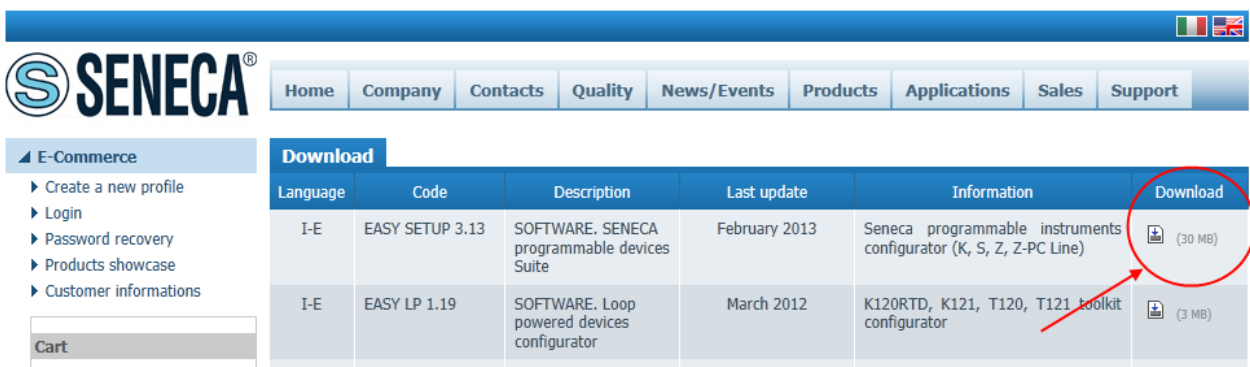 SENECA®
Home Company Contacts Quality News/Events Products Applications Sales Support
E-Commerce
Create a new profile
Login
Password recovery
Products showcase
Customer informations
Cart
Download
Language Code Description Last update Information Download
I-E EASY SETUP 3.13 SOFTWARE. SENECA February 2013 Seneca programmable instruments (30 MB)
programmable devices configurator (K, S, Z, Z-PC Line)
Suite
I-E EASY LP 1.19 SOFTWARE. Loop March 2012 K120RTD, K121, T120, T121 toolkit (3 MB)
powered devices configurator
configurator